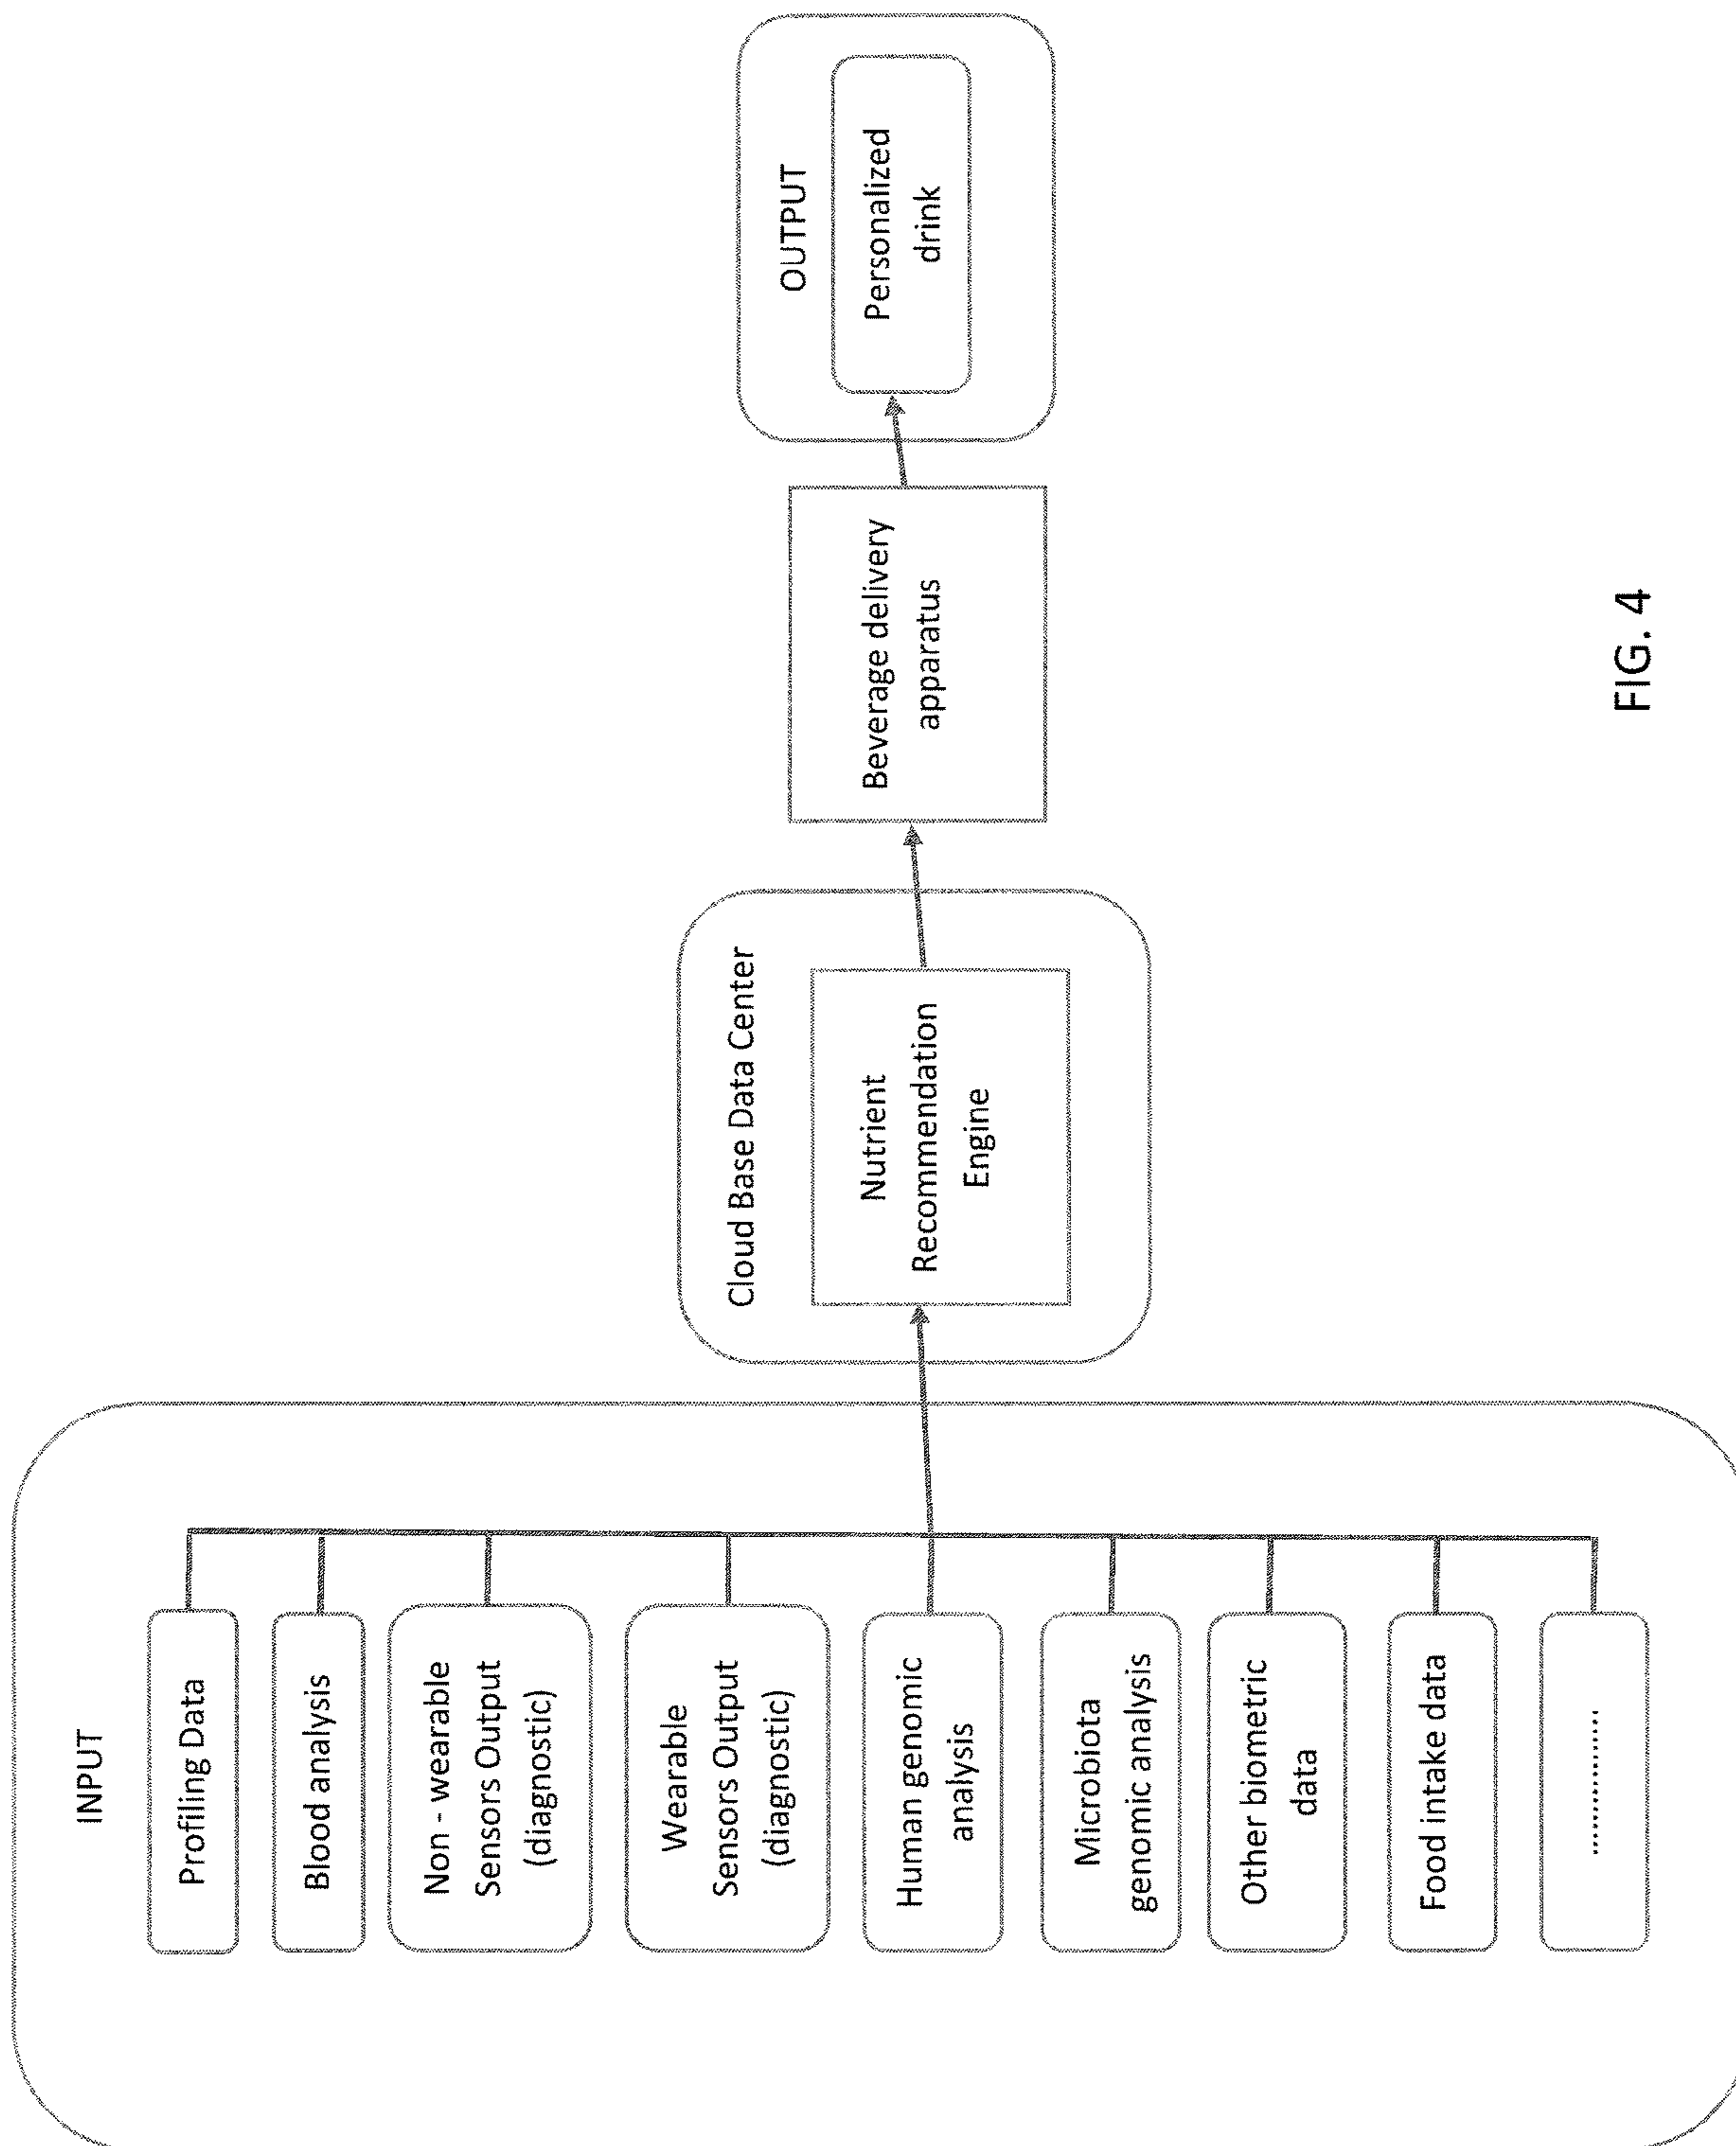 INPUT
Profiling Data
Blood analysis
Non - wearable
Sensors Output
(diagnostic)
Wearable
Sensors Output
(diagnostic)
Human genomic
analysis
Microbiota
genomic analysis
Other biometric
data
Food intake data
...............
Cloud Base Data Center
Nutrient
Recommendation
Engine
Beverage delivery
apparatus
OUTPUT
Personalized
drink
FIG. 4